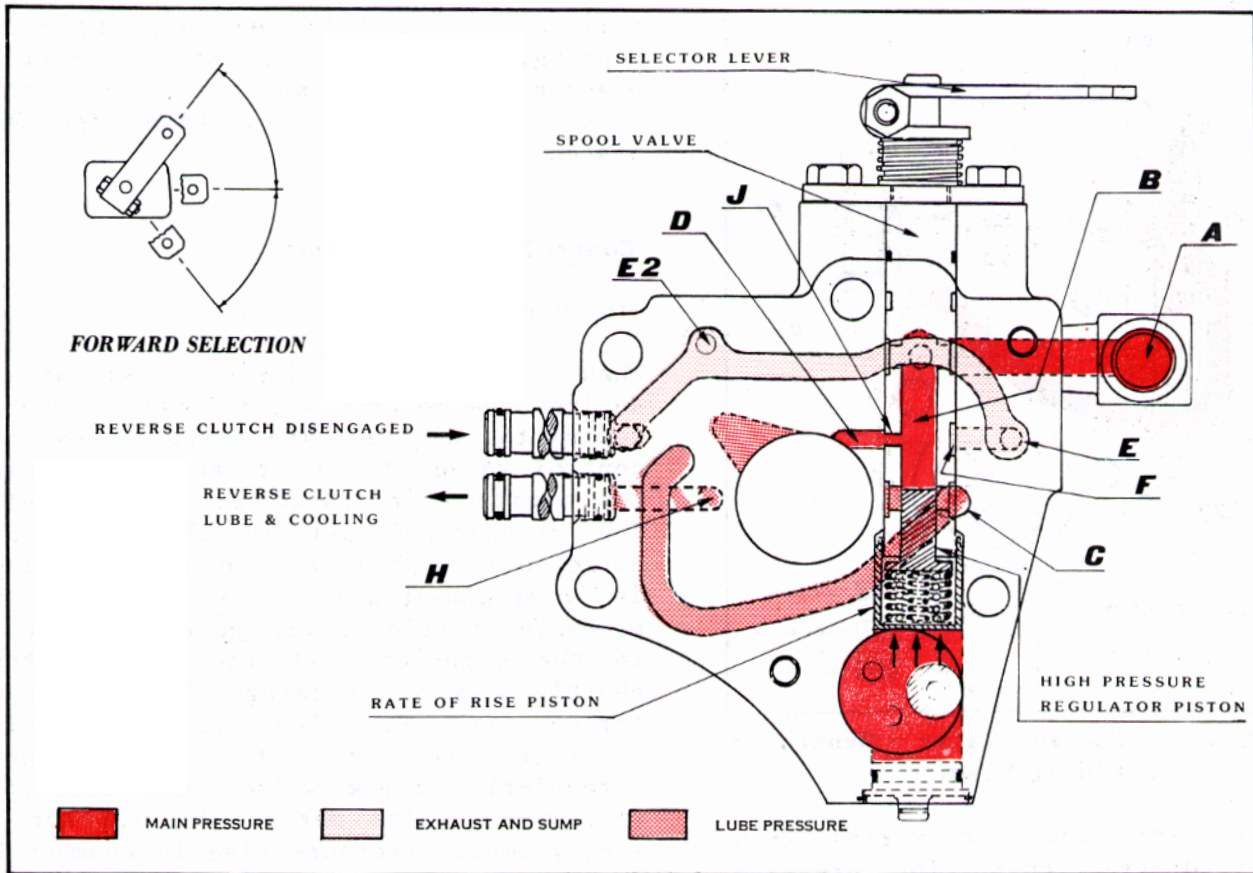 SELECTOR LEVER
SPOOL VALVE
B
J
A
D
E2
FORWARD SELECTION
REVERSE CLUTCH DISENGAGED
E
REVERSE CLUTCH
LUBE & COOLING
F
C
H
RATE OF RISE PISTON
HIGH PRESSURE
REGULATOR PISTON
MAIN PRESSURE
EXHAUST AND SUMP
LUBE PRESSURE